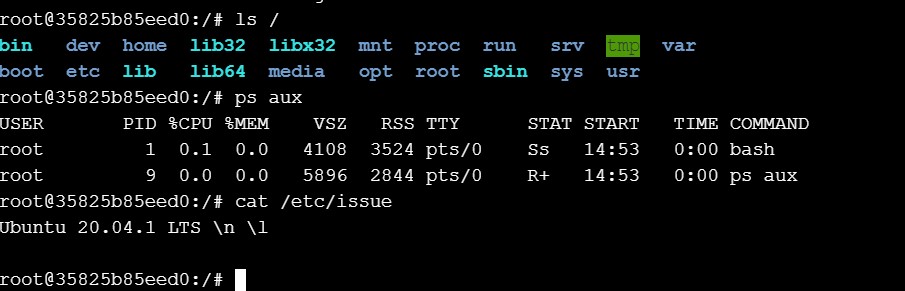 root@35825b85eed0:/# ls /
bin dev home lib32 libx32 mnt proc run srv tmp var
boot etc lib lib64 media opt root sbin sys usr
root@35825b85eed0:/# ps aux
USER PID %CPU %MEM VSZ RSS TTY STAT START TIME COMMAND
root 1 0.1 0.0 4108 3524 pts/0 Ss 14:53 0:00 bash
root 9 0.0 0.0 5896 2844 pts/0 R+ 14:53 0:00 ps aux
root@35825b85eed0:/# cat /etc/issue
Ubuntu 20.04.1 LTS \n \l
root@35825b85eed0:/#